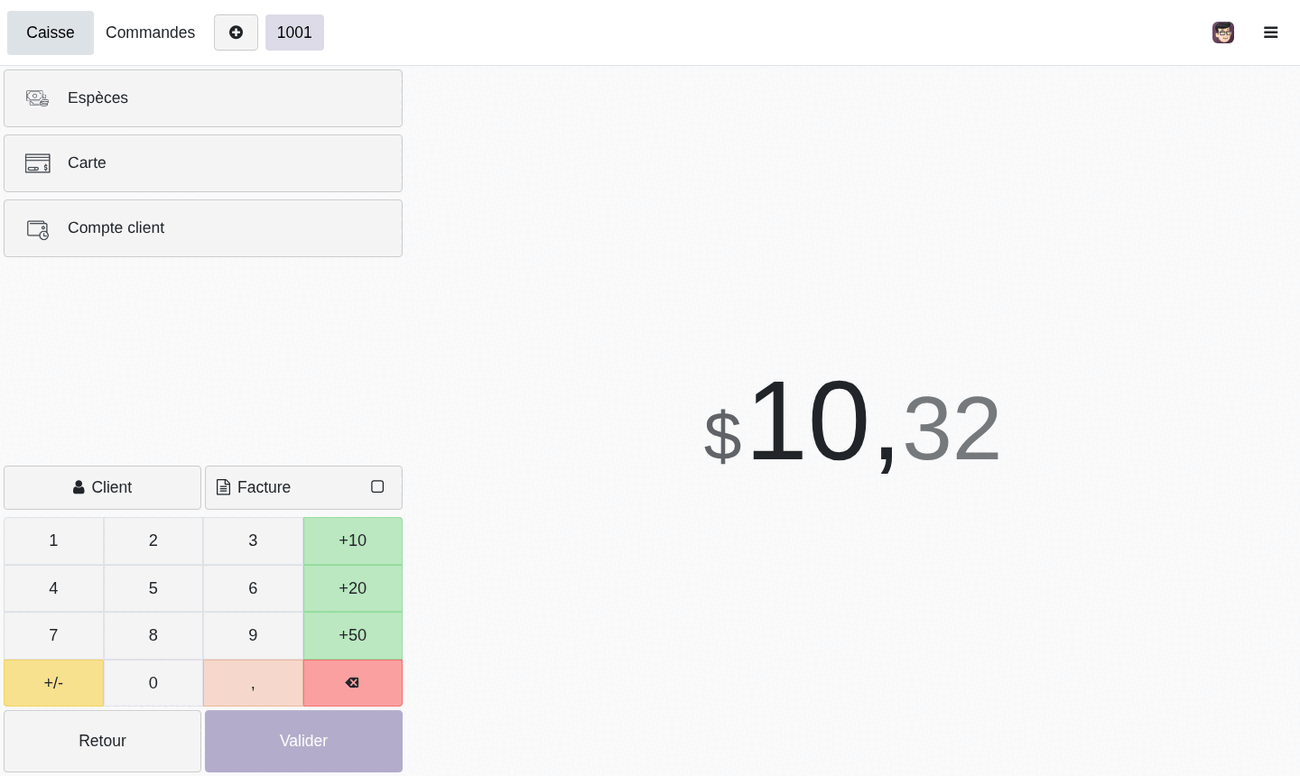 Caisse Commandes 1001
Espèces
Carte
Compte client
$10,32
Client Facture
1 2 3 +10
4 5 6 +20
7 8 9 +50
+/- 0 ,
Retour Valider